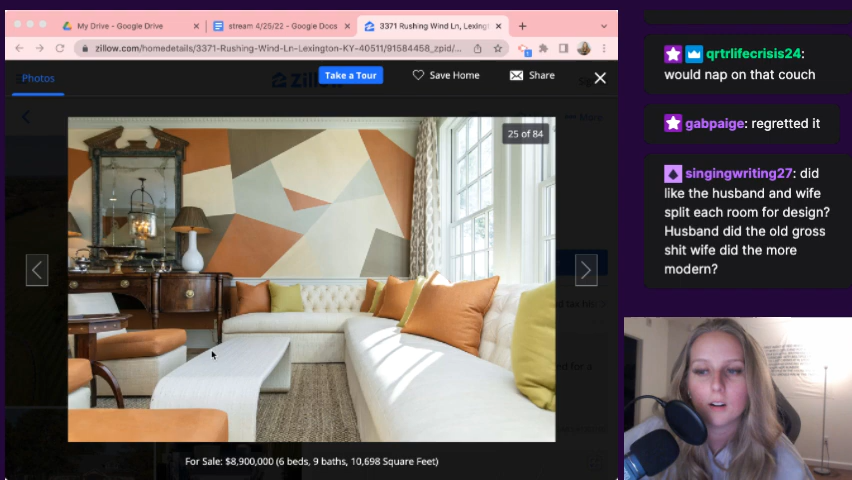 My Drive - Google Drive
stream 4/25/22 - Google Docs
3371 Rushing Wind Ln, Lexingt
zillow.com/homedetails/3371-Rushing-Wind-Ln-Lexington-KY-40511/91584458_zpid/...
Photos
Zillow
Take a Tour
Save Home
Share
More
25 of 84
For Sale: $8,900,000 (6 beds, 9 baths, 10,698 Square Feet)
qrtrlifecrisis24:
would nap on that couch
gabpaige: regretted it
singingwriting27: did
like the husband and wife
split each room for design?
Husband did the old gross
shit wife did the more
modern?